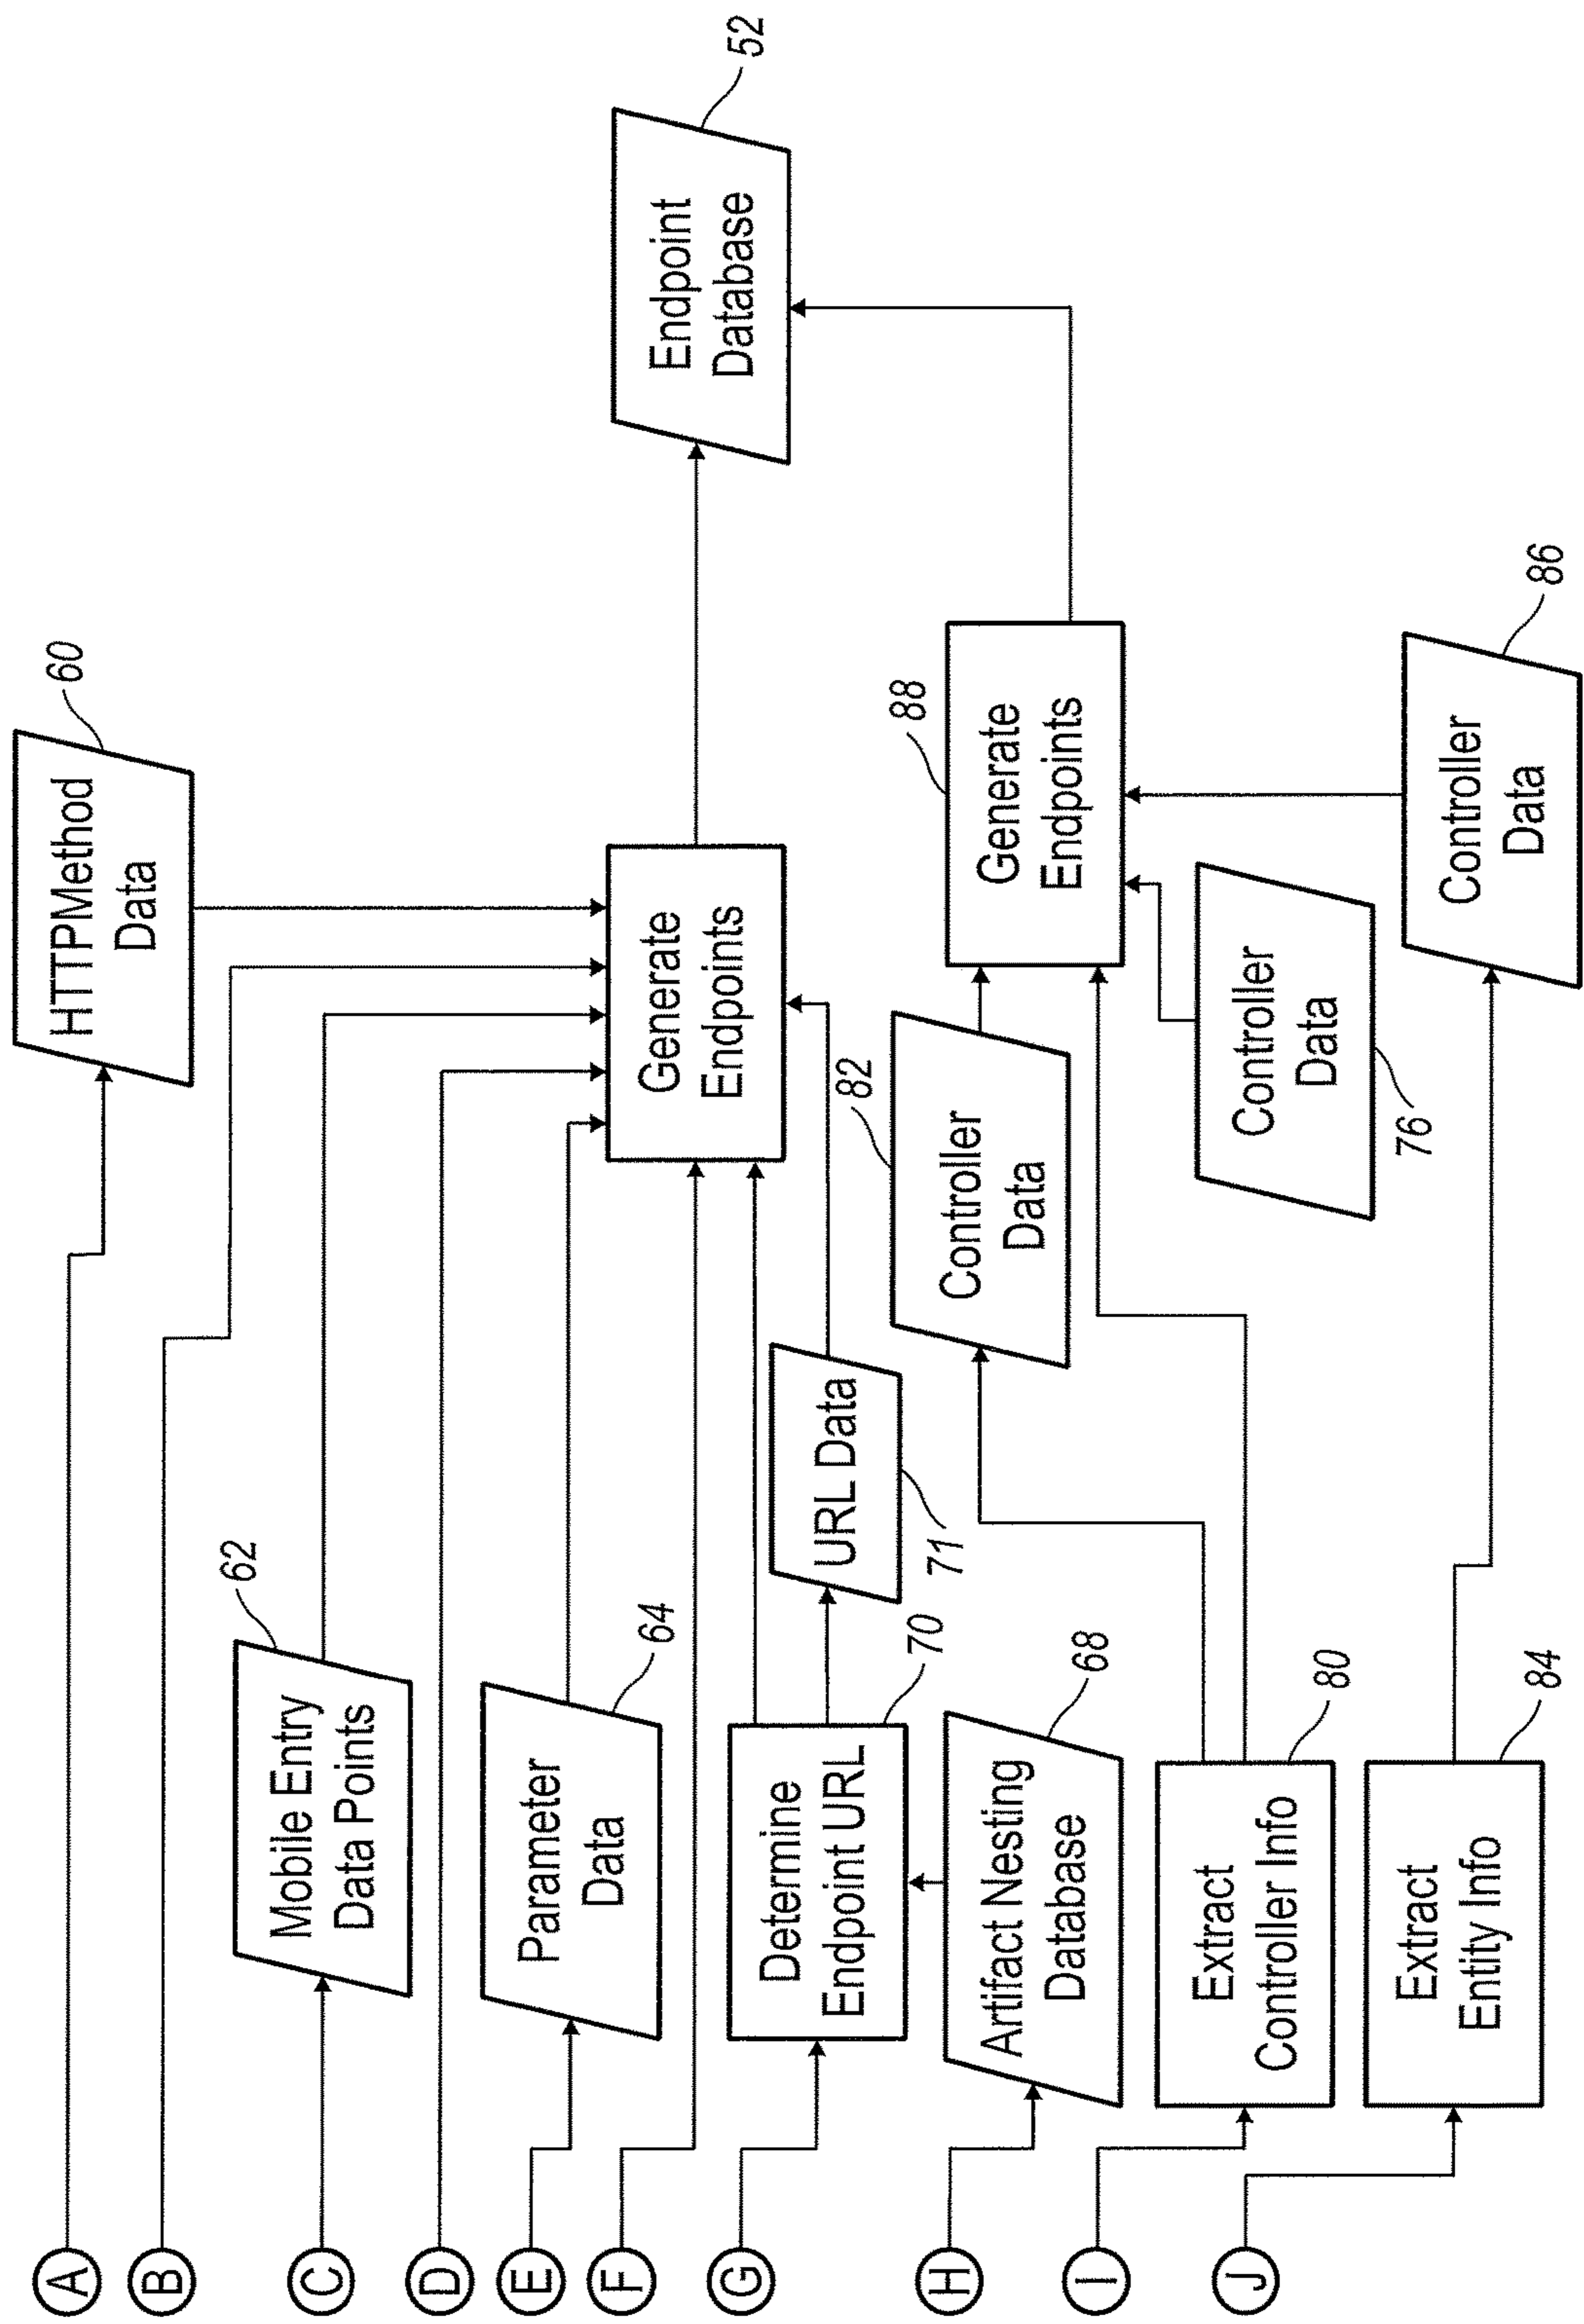 A
B
C
D
E
F
G
H
I
J
HTTPMethod
Data
60
Mobile Entry
Data Points
62
Parameter
Data
64
Determine
Endpoint URL
70
URL Data
71
Artifact Nesting
Database
68
Extract
Controller Info
80
Extract
Entity Info
84
Generate
Endpoints
Controller
Data
82
Controller
Data
76
Generate
Endpoints
88
Controller
Data
86
Endpoint
Database
52